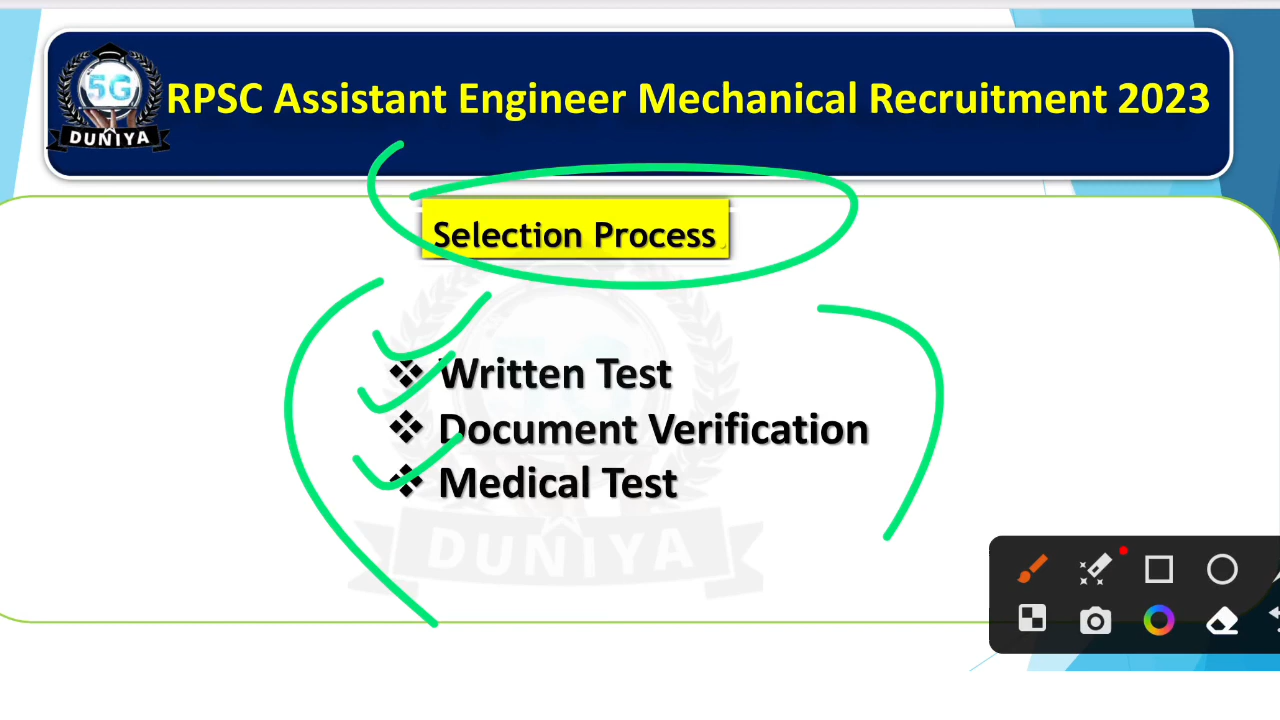 5G
DUNIYA
RPSC Assistant Engineer Mechanical Recruitment 2023
Selection Process
Written Test
Document Verification
Medical Test
DUNIYA